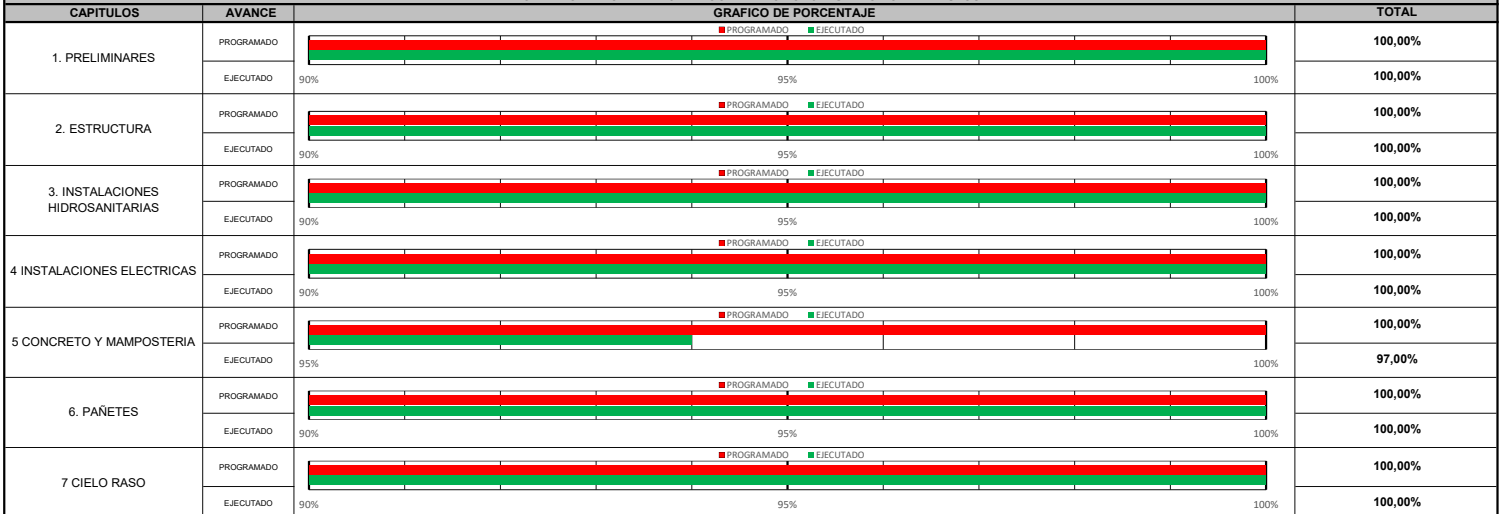 CAPITULOS AVANCE GRAFICO DE PORCENTAJE TOTAL
PROGRAMADO EJECUTADO
1. PRELIMINARES
PROGRAMADO
100,00%
EJECUTADO
90% 95% 100%
100,00%
PROGRAMADO EJECUTADO
2. ESTRUCTURA
PROGRAMADO
100,00%
EJECUTADO
90% 95% 100%
100,00%
PROGRAMADO EJECUTADO
3. INSTALACIONES
HIDROSANITARIAS
PROGRAMADO
100,00%
EJECUTADO
90% 95% 100%
100,00%
PROGRAMADO EJECUTADO
4 INSTALACIONES ELECTRICAS
PROGRAMADO
100,00%
EJECUTADO
90% 95% 100%
100,00%
PROGRAMADO EJECUTADO
5 CONCRETO Y MAMPOSTERIA
PROGRAMADO
100,00%
EJECUTADO
95% 100%
97,00%
PROGRAMADO EJECUTADO
6. PAÑETES
PROGRAMADO
100,00%
EJECUTADO
90% 95% 100%
100,00%
PROGRAMADO EJECUTADO
7 CIELO RASO
PROGRAMADO
100,00%
EJECUTADO
90% 95% 100%
100,00%